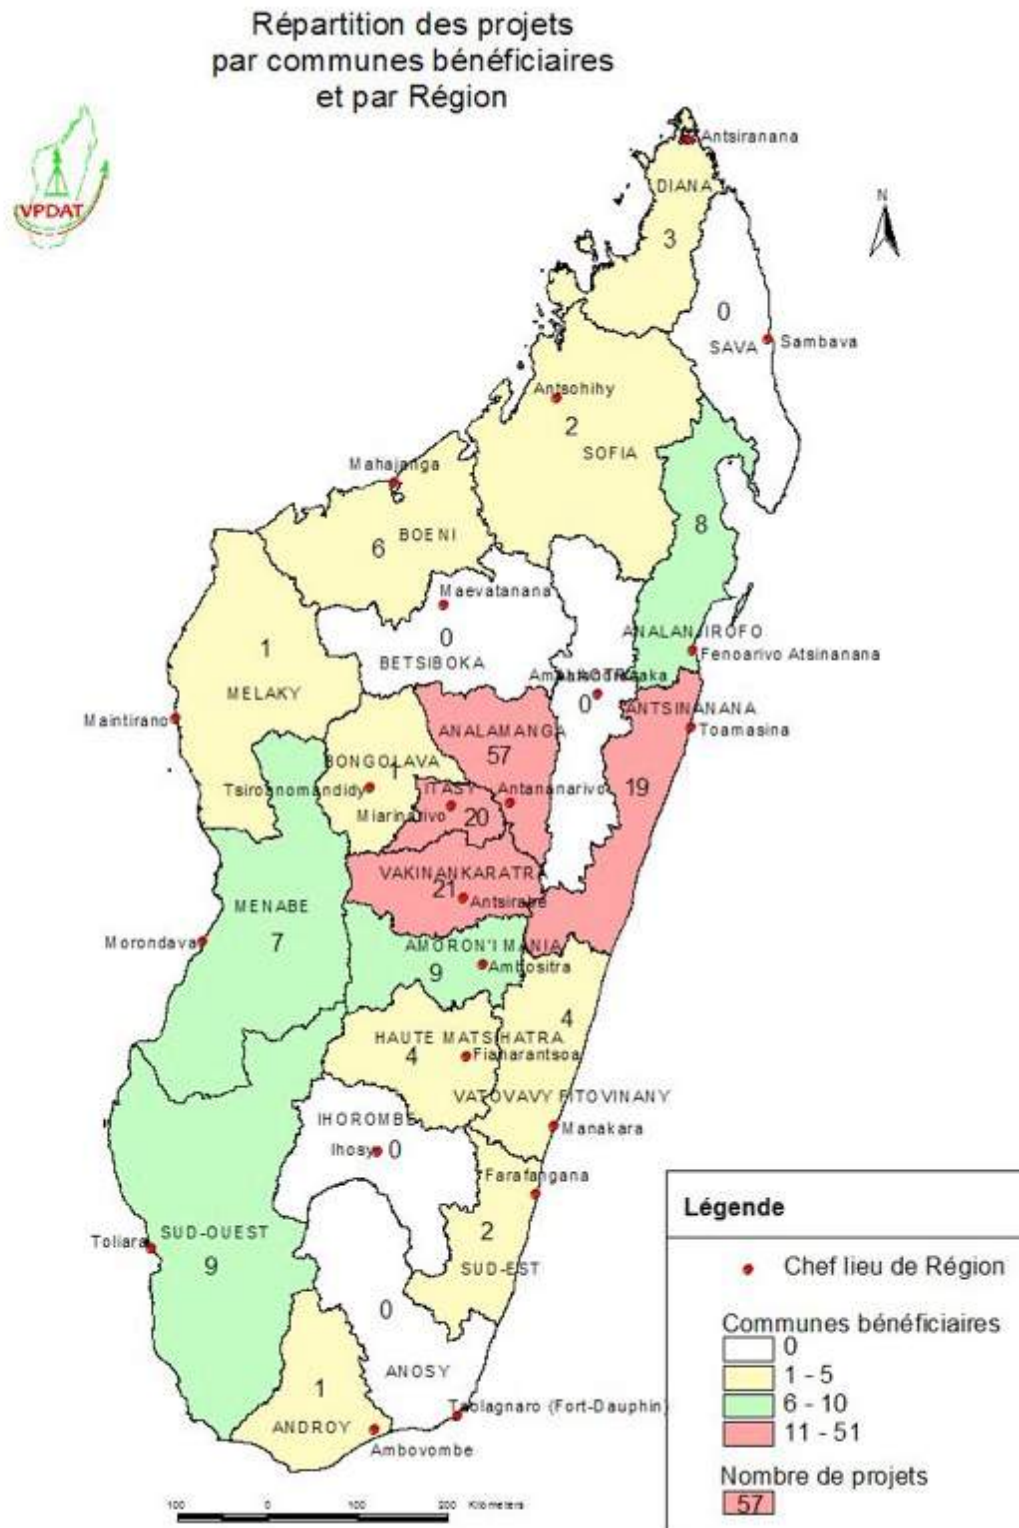 Répartition des projets
par communes bénéficiaires
et par Région
VPDAT
N
Antsiranana
DIANA
3
0
SAVA
Sambava
Antsohihy
2
SOFIA
Mahajanga
BOENI
6
8
Maevatanana
0
BETSIBOKA
ANALANJIROFO
Fenoarivo Atsinanana
1
MELAKY
0
ANTSINANANA
Toamasina
Maintirano
ANALAMANGA
57
BONGOLAVA
1
Tsiroanomandidy
ITASY
Antananarivo
19
Miarinarivo
20
VAKINANKARATRA
21
Antsirabe
MENABE
7
Morondava
AMORON'I MANIA
9
Ambositra
4
HAUTE MATSIHATRA
4
Fianarantsoa
VATOVAVY FITOVINANY
IHOROMBE
Manakara
Ihosy
0
Farafangana
SUD-OUEST
2
Toliara
9
SUD-EST
0
ANOSY
1
ANDROY
Taolagnaro (Fort-Dauphin)
Ambovombe
Légende
Chef lieu de Région
Communes bénéficiaires
0
1 - 5
6 - 10
11 - 51
Nombre de projets
57
100 0 100 200 Kilometers